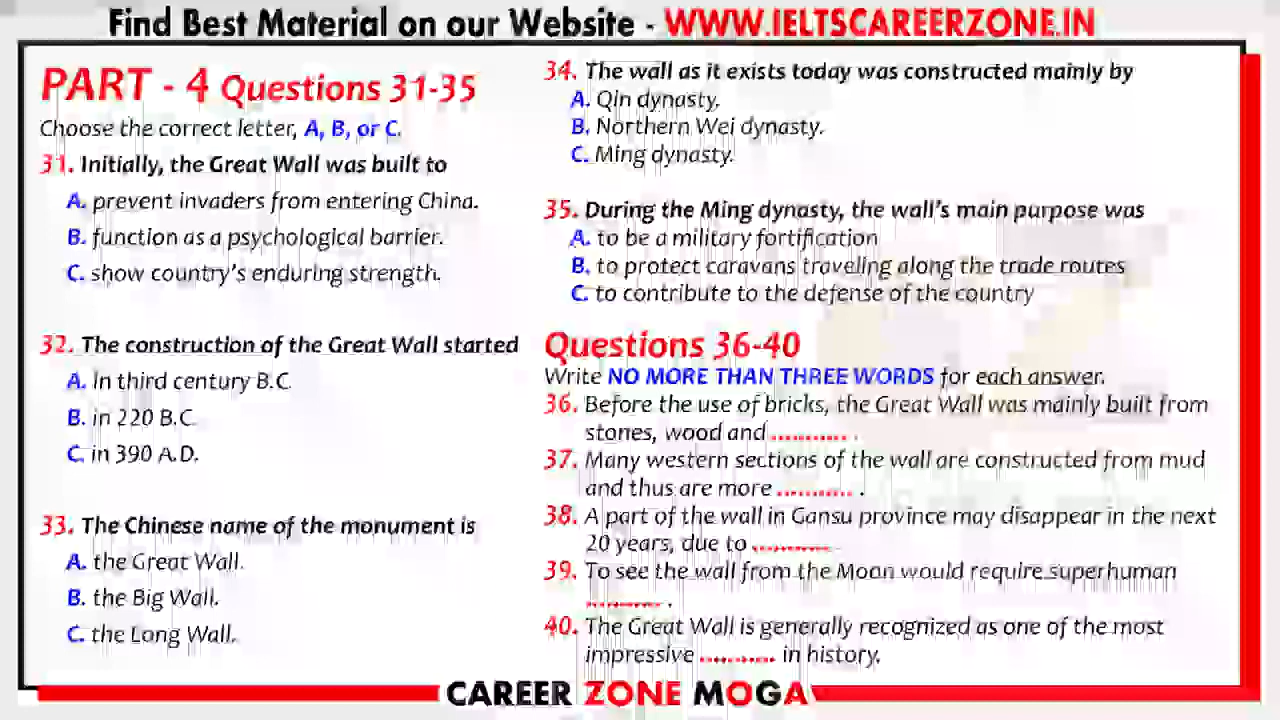 Find Best Material on our Website - WWW.IELTSCAREERZONE.IN
PART - 4 Questions 31-35
Choose the correct letter, A, B, or C.
31. Initially, the Great Wall was built to
A. prevent invaders from entering China.
B. function as a psychological barrier.
C. show country's enduring strength.
32. The construction of the Great Wall started
A. in third century B.C.
B. in 220 B.C.
C. in 390 A.D.
33. The Chinese name of the monument is
A. the Great Wall.
B. the Big Wall.
C. the Long Wall.
34. The wall as it exists today was constructed mainly by
A. Qin dynasty.
B. Northern Wei dynasty.
C. Ming dynasty.
35. During the Ming dynasty, the wall's main purpose was
A. to be a military fortification
B. to protect caravans traveling along the trade routes
C. to contribute to the defense of the country
Questions 36-40
Write NO MORE THAN THREE WORDS for each answer.
36. Before the use of bricks, the Great Wall was mainly built from
stones, wood and ........... .
37. Many western sections of the wall are constructed from mud
and thus are more ........... .
38. A part of the wall in Gansu province may disappear in the next
20 years, due to ........... .
39. To see the wall from the Moon would require superhuman
........... .
40. The Great Wall is generally recognized as one of the most
impressive ........... in history.
CAREER ZONE MOGA